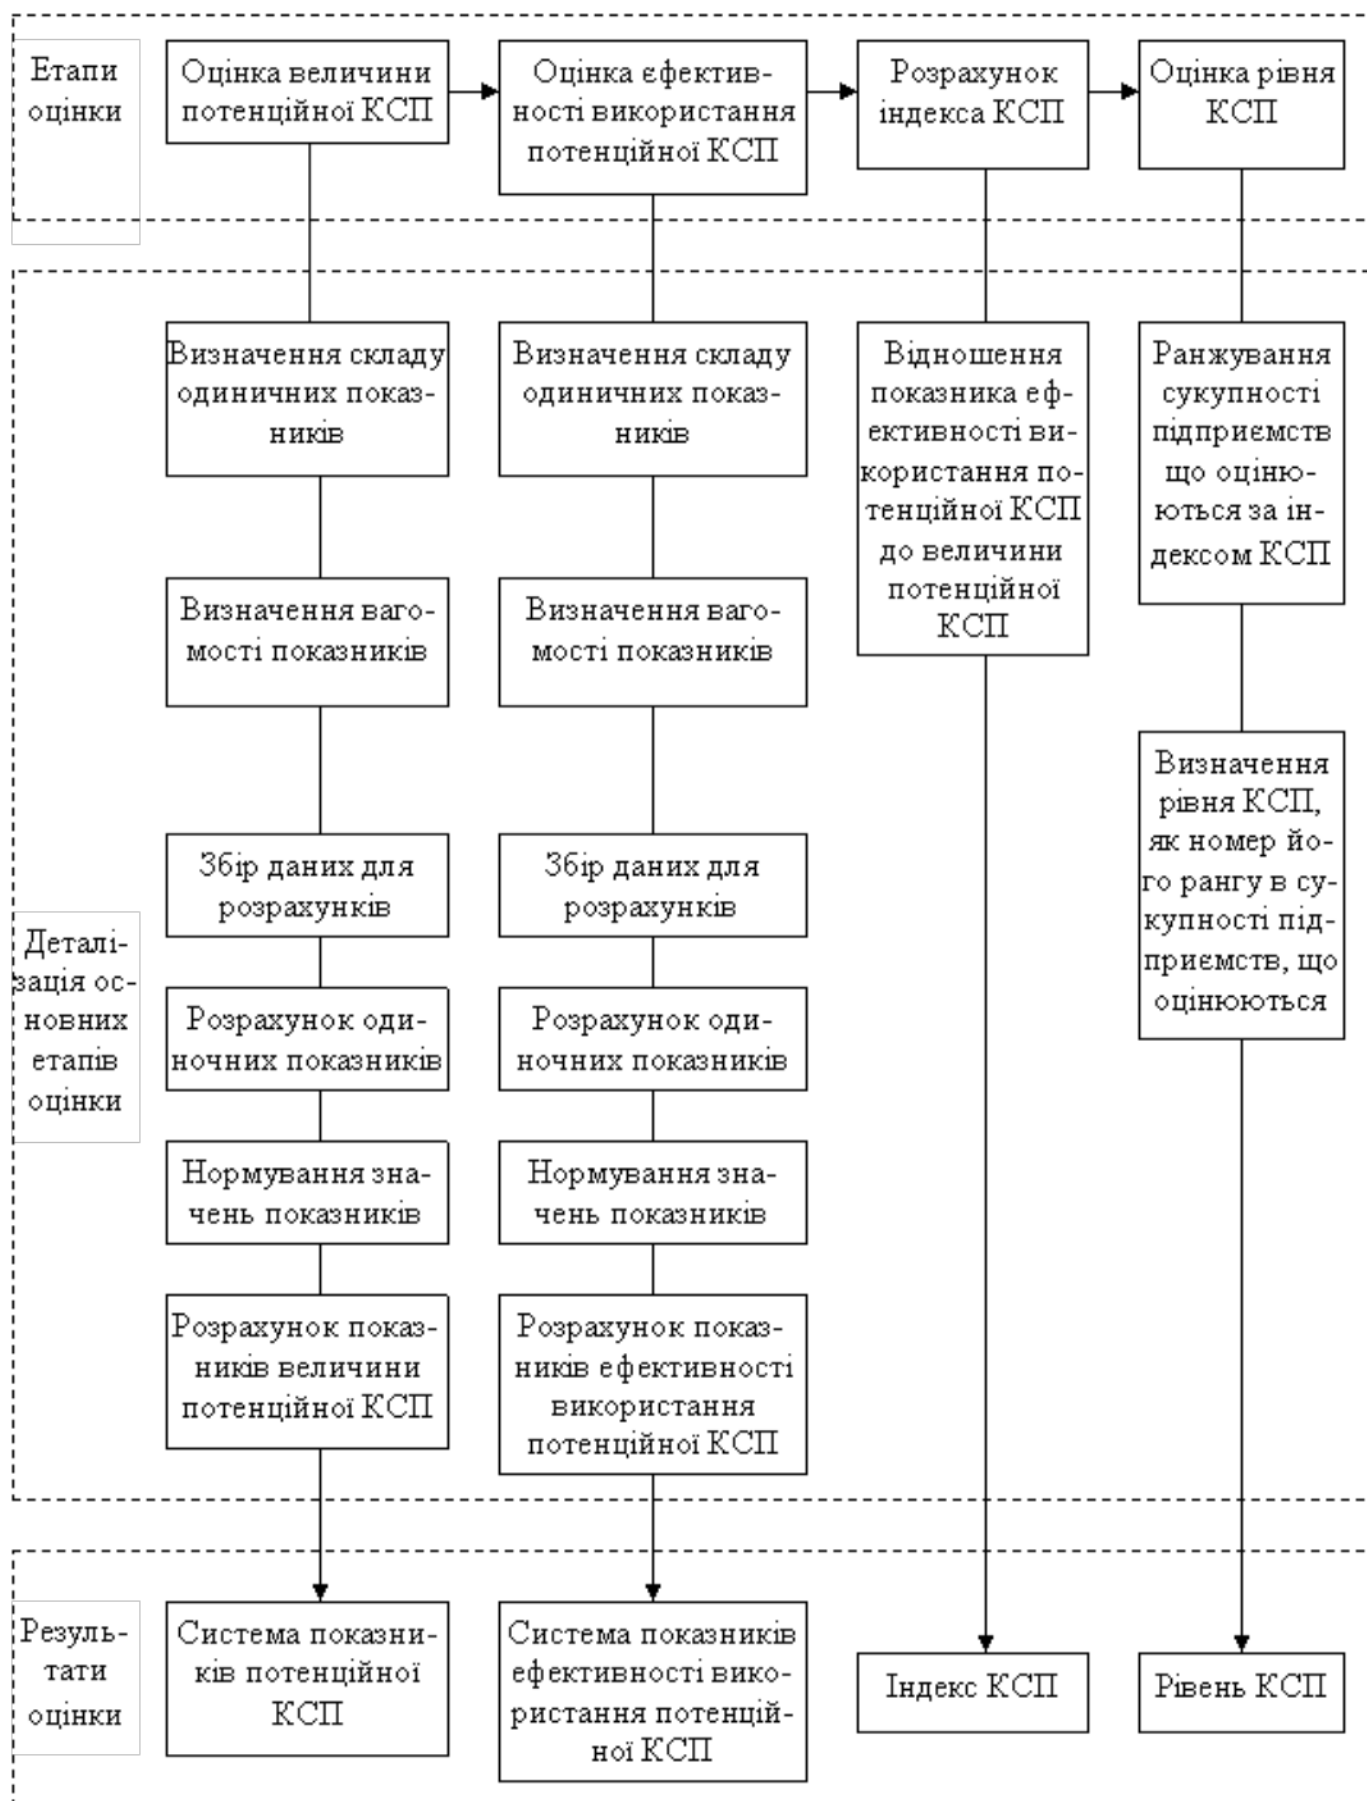 Етапи
оцінки
Оцінка величини
потенційної КСП
Оцінка єфектив-
ності використання
потенційної КСП
Розрахунок
індекса КСП
Оцінка рівня
КСП
Деталі-
зація ос-
новних
етапів
оцінки
Визначення складу
одиничних показ-
ників
Визначення ваго-
мості показників
Збір даних для
розрахунків
Розрахунок оди-
ночних показників
Нормування зна-
чень показників
Розрахунок показ-
ників величини
потенційної КСП
Визначення складу
одиничних показ-
ників
Визначення ваго-
мості показників
Збір даних для
розрахунків
Розрахунок оди-
ночних показників
Нормування зна-
чень показників
Розрахунок показ-
ників ефективності
використання
потенційної КСП
Відношення
показника еф-
ективності ви-
користання по-
тенційної КСП
до величини
потенційної
КСП
Ранжування
сукупності
підприємств
що оціню-
ються за ін-
дексом КСП
Визначення
рівня КСП,
як номер йо-
го рангу в су-
купності під-
приємств, що
оцінюються
Резуль-
тати
оцінки
Система показни-
ків потенційної
КСП
Система показників
ефективності вико-
ристання потенцій-
ної КСП
Індекс КСП
Рівень КСП